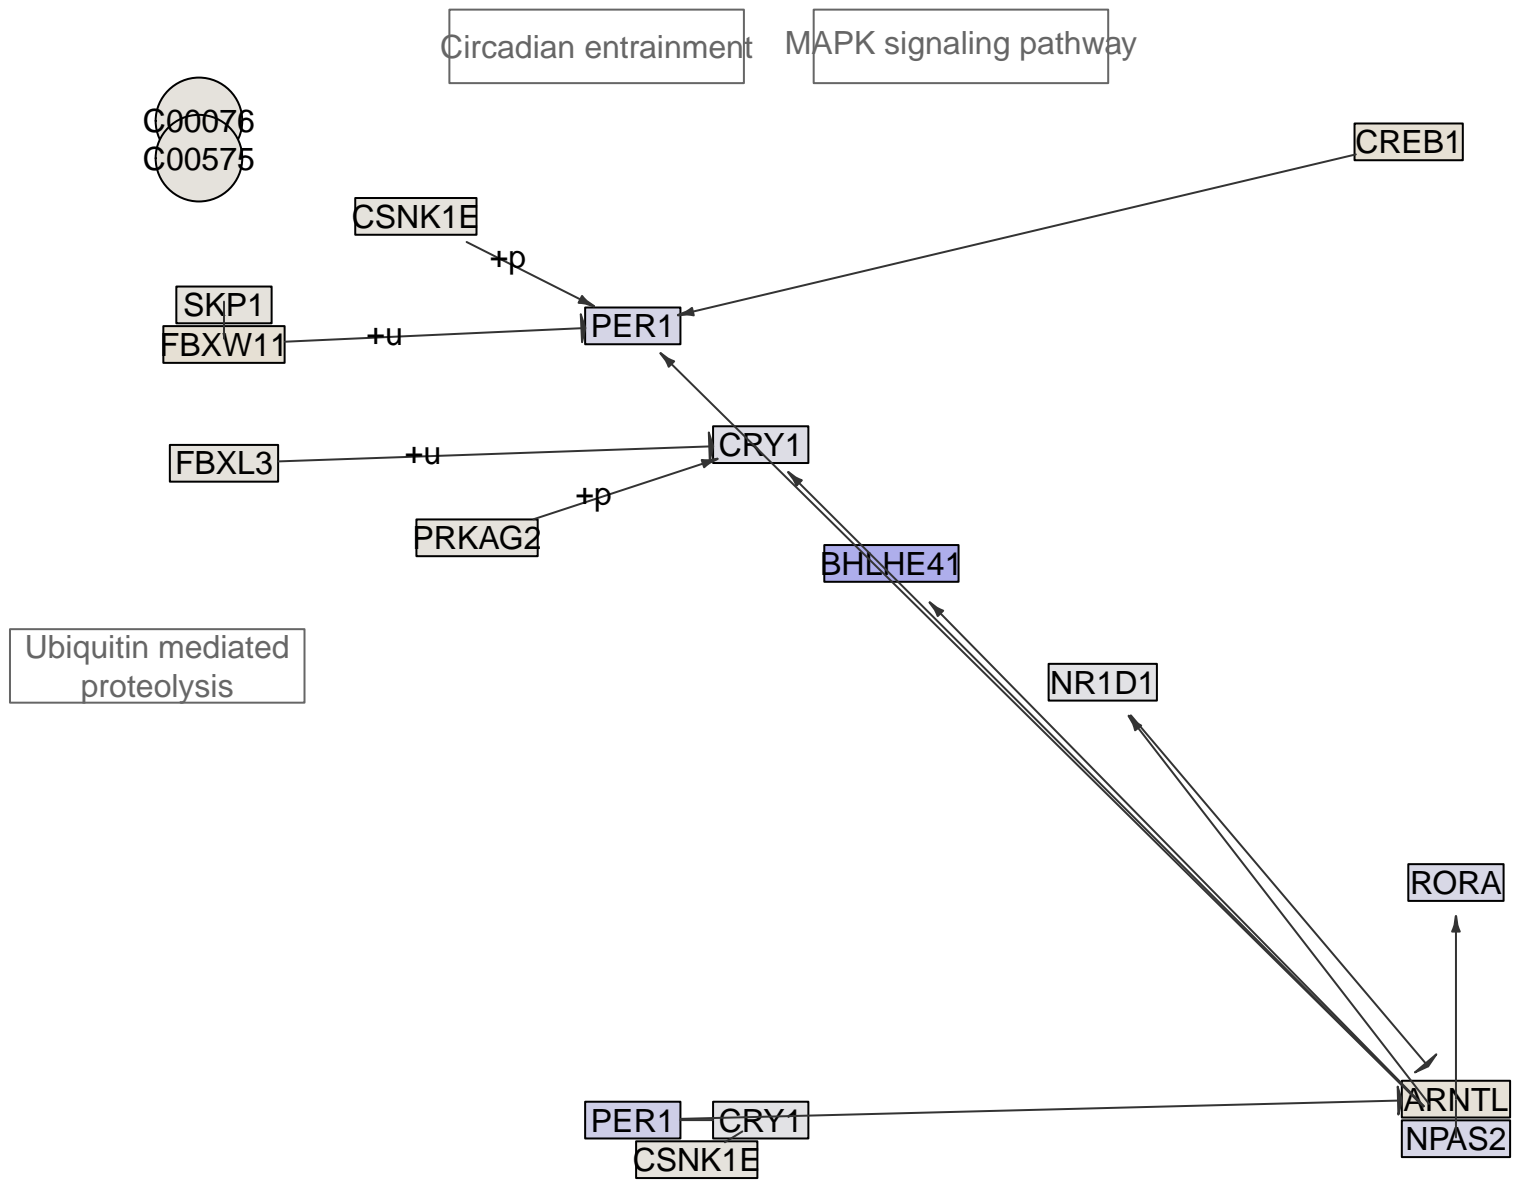 Circadian entrainment
MAPK signaling pathway
C00076
CREB1
C00575
CSNK1E
+p
SKP1
PER1
FBXW11
+u
CRY1
FBXL3
+u
+p
PRKAG2
BHLHE41
Ubiquitin mediated
proteolysis
NR1D1
RORA
ARNTL
PER1
CRY1
NPAS2
CSNK1E